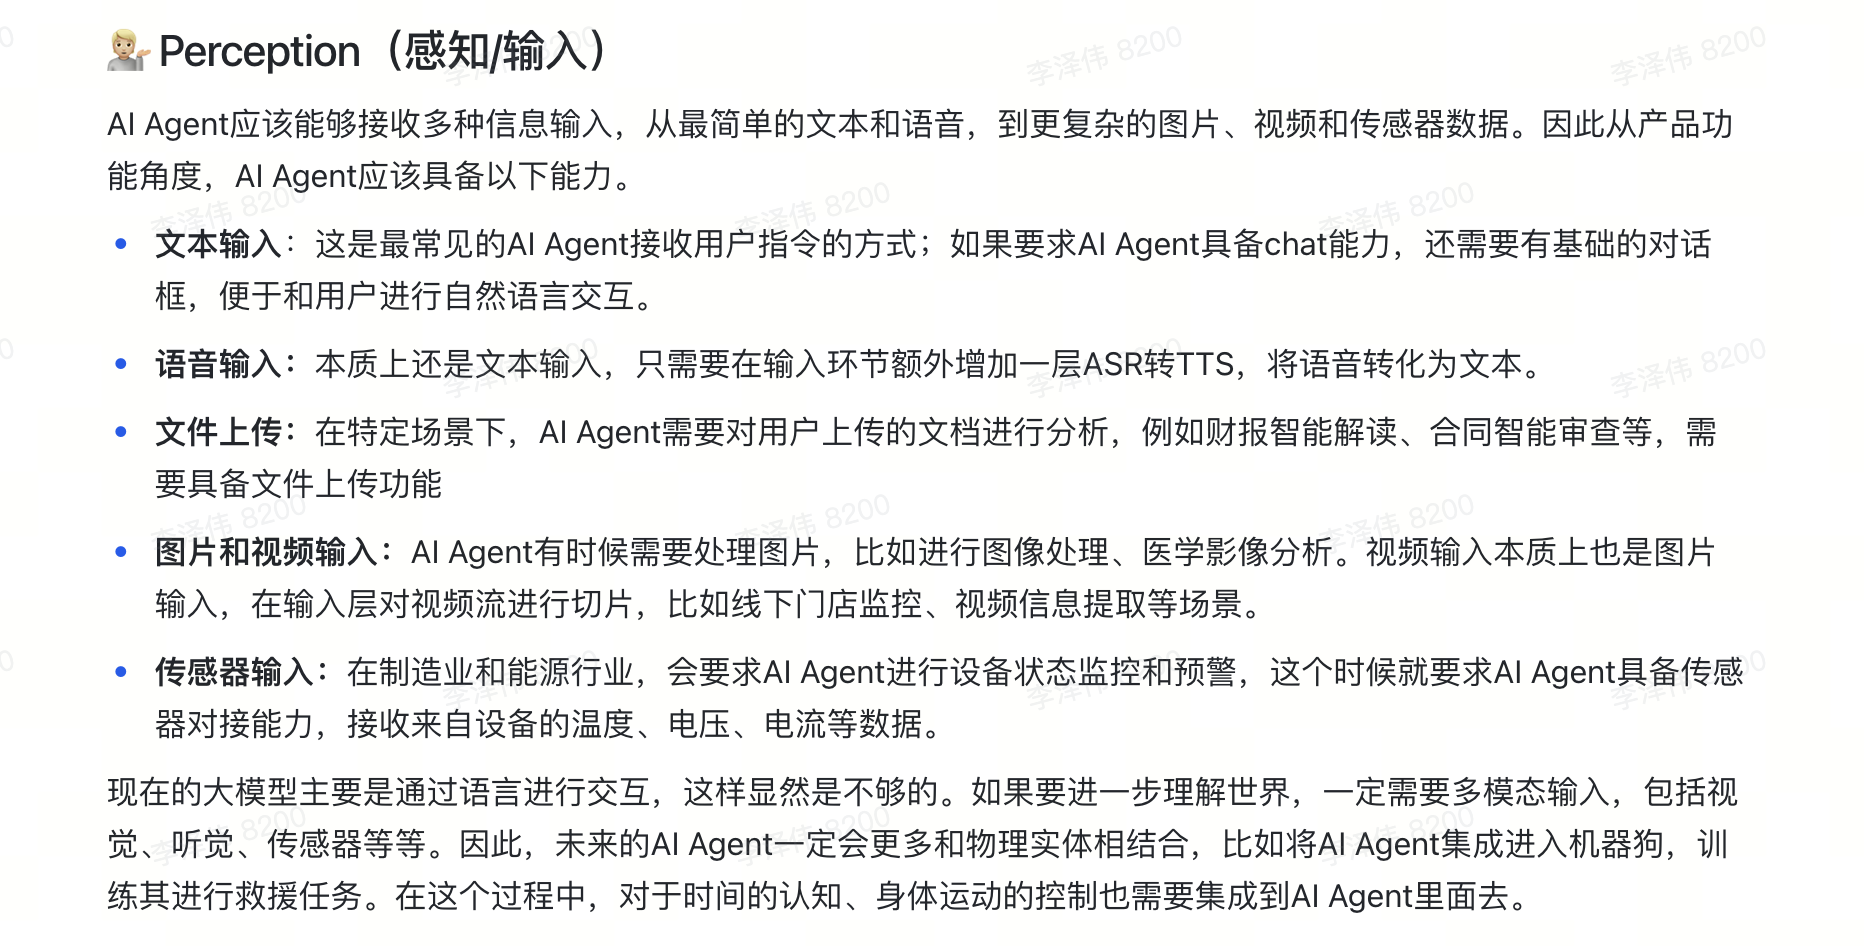 💁🏼 Perception（感知/输入）
AI Agent应该能够接收多种信息输入，从最简单的文本和语音，到更复杂的图片、视频和传感器数据。因此从产品功
能角度，AI Agent应该具备以下能力。
• 文本输入：这是最常见的AI Agent接收用户指令的方式；如果要求AI Agent具备chat能力，还需要有基础的对话
框，便于和用户进行自然语言交互。
• 语音输入：本质上还是文本输入，只需要在输入环节额外增加一层ASR转TTS，将语音转化为文本。
• 文件上传：在特定场景下，AI Agent需要对用户上传的文档进行分析，例如财报智能解读、合同智能审查等，需
要具备文件上传功能
• 图片和视频输入：AI Agent有时候需要处理图片，比如进行图像处理、医学影像分析。视频输入本质上也是图片
输入，在输入层对视频流进行切片，比如线下门店监控、视频信息提取等场景。
• 传感器输入：在制造业和能源行业，会要求AI Agent进行设备状态监控和预警，这个时候就要求AI Agent具备传感
器对接能力，接收来自设备的温度、电压、电流等数据。
现在的大模型主要是通过语言进行交互，这样显然是不够的。如果要进一步理解世界，一定需要多模态输入，包括视
觉、听觉、传感器等等。因此，未来的AI Agent一定会更多和物理实体相结合，比如将AI Agent集成进入机器狗，训
练其进行救援任务。在这个过程中，对于时间的认知、身体运动的控制也需要集成到AI Agent里面去。
李泽伟 8200